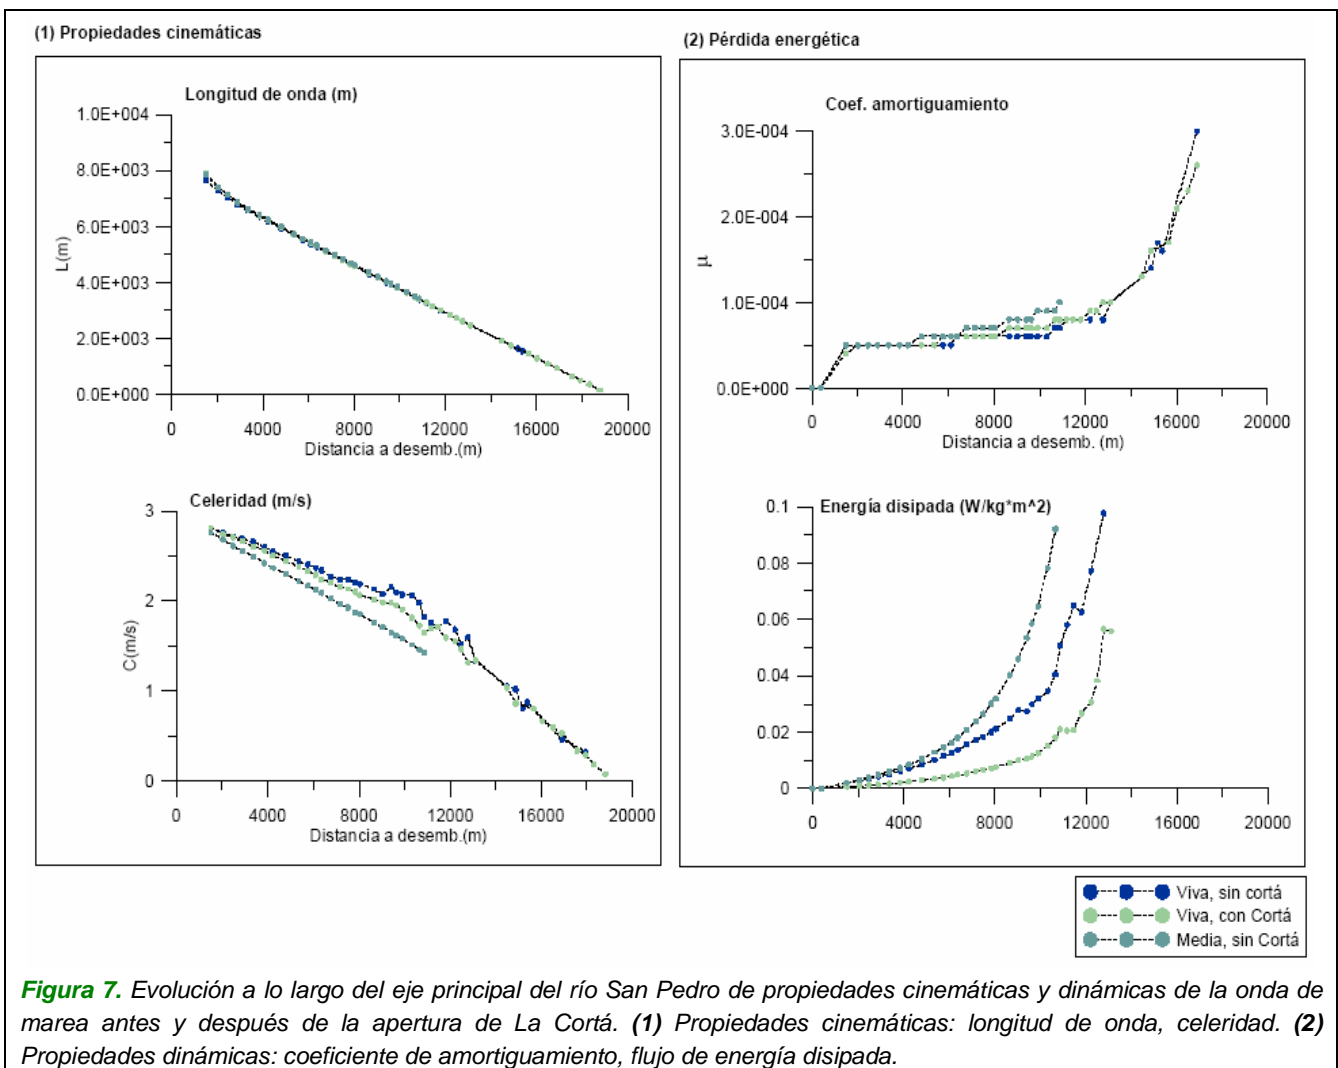 (1) Propiedades cinemáticas
Longitud de onda (m)
1.0E+004
8.0E+003
6.0E+003
4.0E+003
2.0E+003
0.0E+000
L(m)
0 4000 8000 12000 16000 20000
Distancia a desemb.(m)
Celeridad (m/s)
3
2
1
0
C(m/s)
0 4000 8000 12000 16000 20000
Distancia a desemb.(m)
(2) Pérdida energética
Coef. amortiguamiento
3.0E-004
2.0E-004
1.0E-004
0.0E+000
μ
0 4000 8000 12000 16000 20000
Distancia a desemb. (m)
Energía disipada (W/kg*m^2)
0.1
0.08
0.06
0.04
0.02
0
0 4000 8000 12000 16000 20000
Viva, sin cortá
Viva, con Cortá
Media, sin Cortá
Figura 7. Evolución a lo largo del eje principal del río San Pedro de propiedades cinemáticas y dinámicas de la onda de
marea antes y después de la apertura de La Cortá. (1) Propiedades cinemáticas: longitud de onda, celeridad. (2)
Propiedades dinámicas: coeficiente de amortiguamiento, flujo de energía disipada.